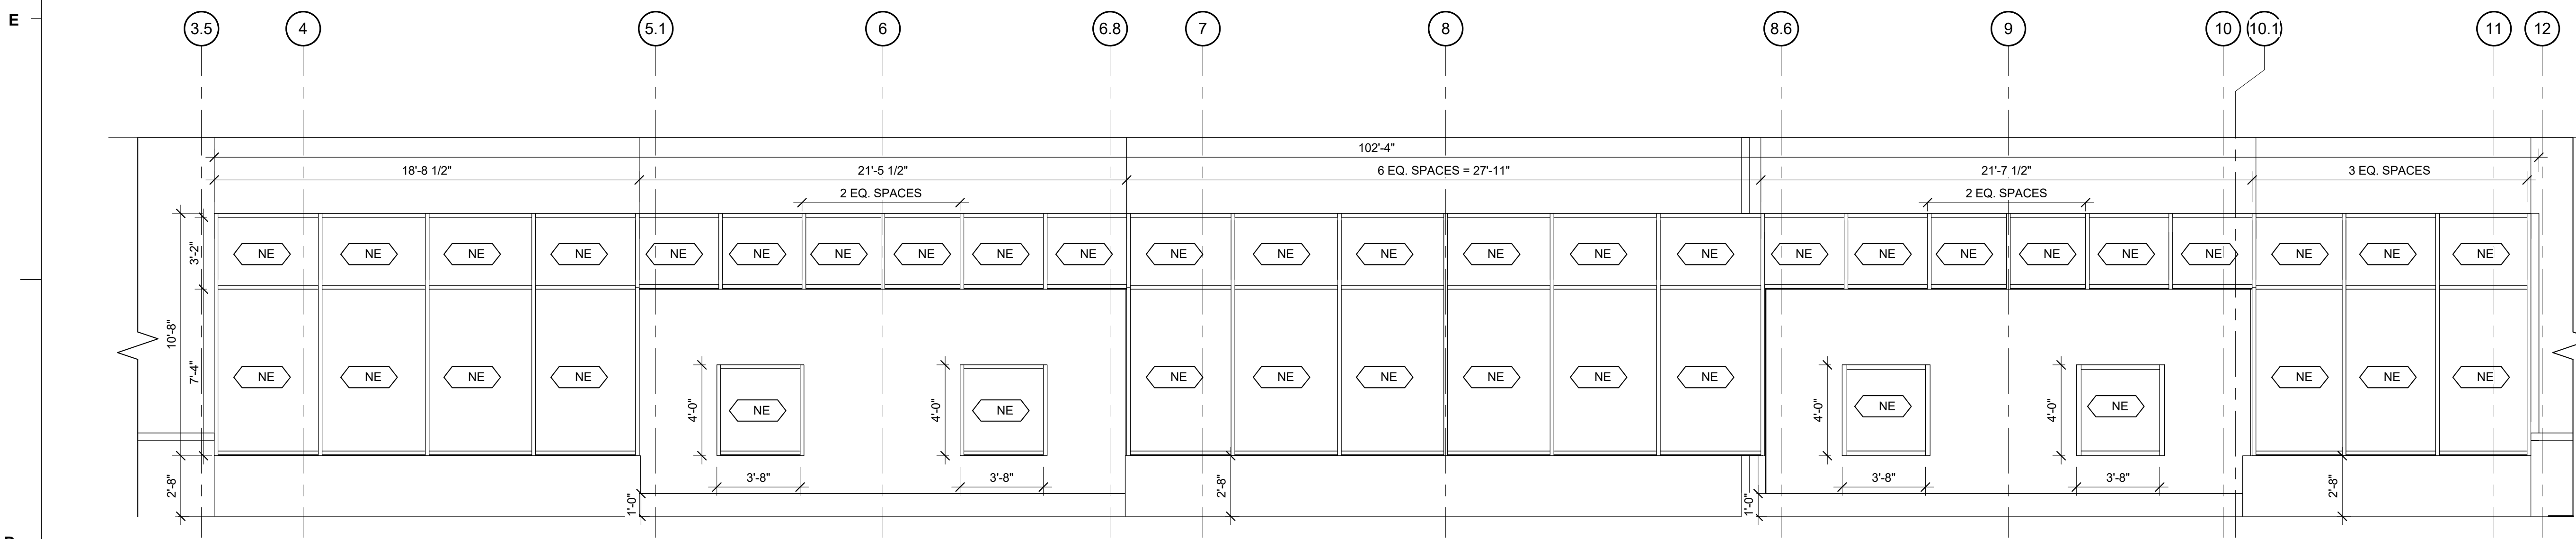 E
3.5 4 5.1 6 6.8 7 8 8.6 9 10 10.1 11 12
102'-4"
18'-8 1/2" 21'-5 1/2" 6 EQ. SPACES = 27'-11" 21'-7 1/2" 3 EQ. SPACES
2 EQ. SPACES 2 EQ. SPACES
3'-2"
NE NE NE NE NE NE NE NE NE NE NE NE NE NE NE NE NE NE NE NE NE NE NE NE NE
10'-8"
7'-4"
NE NE NE NE NE NE NE NE NE NE NE NE NE
4'-0" NE 4'-0" NE 4'-0" NE 4'-0" NE
3'-8" 3'-8" 3'-8" 3'-8"
2'-8" 2'-8" 2'-8"
1'-0" 1'-0"